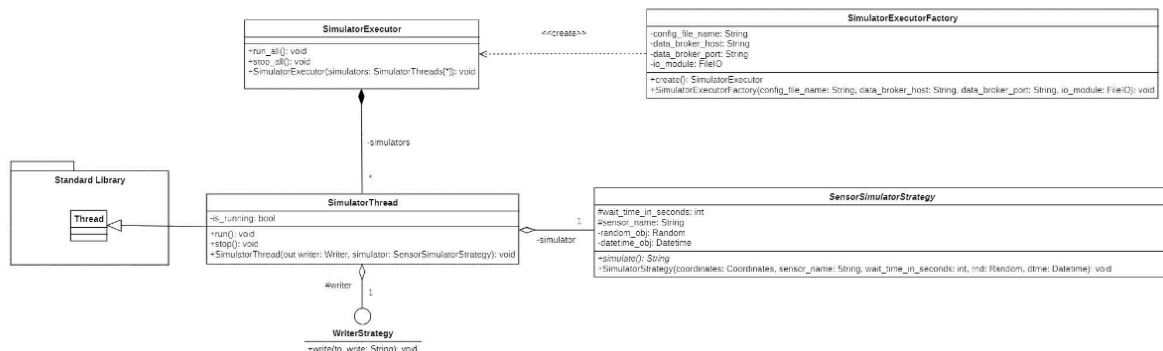 SimulatorExecutor
+run_all(): void
+stop_all(): void
+SimulatorExecutor(simulators: SimulatorThreads[*]): void
<<create>>
SimulatorExecutorFactory
-config_file_name: String
-data_broker_host: String
-data_broker_port: String
-io_module: FileIO
+create(): SimulatorExecutor
+SimulatorExecutorFactory(config_file_name: String, data_broker_host: String, data_broker_port: String, io_module: FileIO): void
-simulators
*
Standard Library
Thread
SimulatorThread
-is_running: bool
+run(): void
+stop(): void
+SimulatorThread(out writer: Writer, simulator: SensorSimulatorStrategy): void
1
-simulator
SensorSimulatorStrategy
#wait_time_in_seconds: int
#sensor_name: String
-random_obj: Random
-datetime_obj: Datetime
+simulate(): String
+SimulatorStrategy(coordinates: Coordinates, sensor_name: String, wait_time_in_seconds: int, rnd: Random, dtme: Datetime): void
#writer
1
WriterStrategy
+write(to_write: String): void